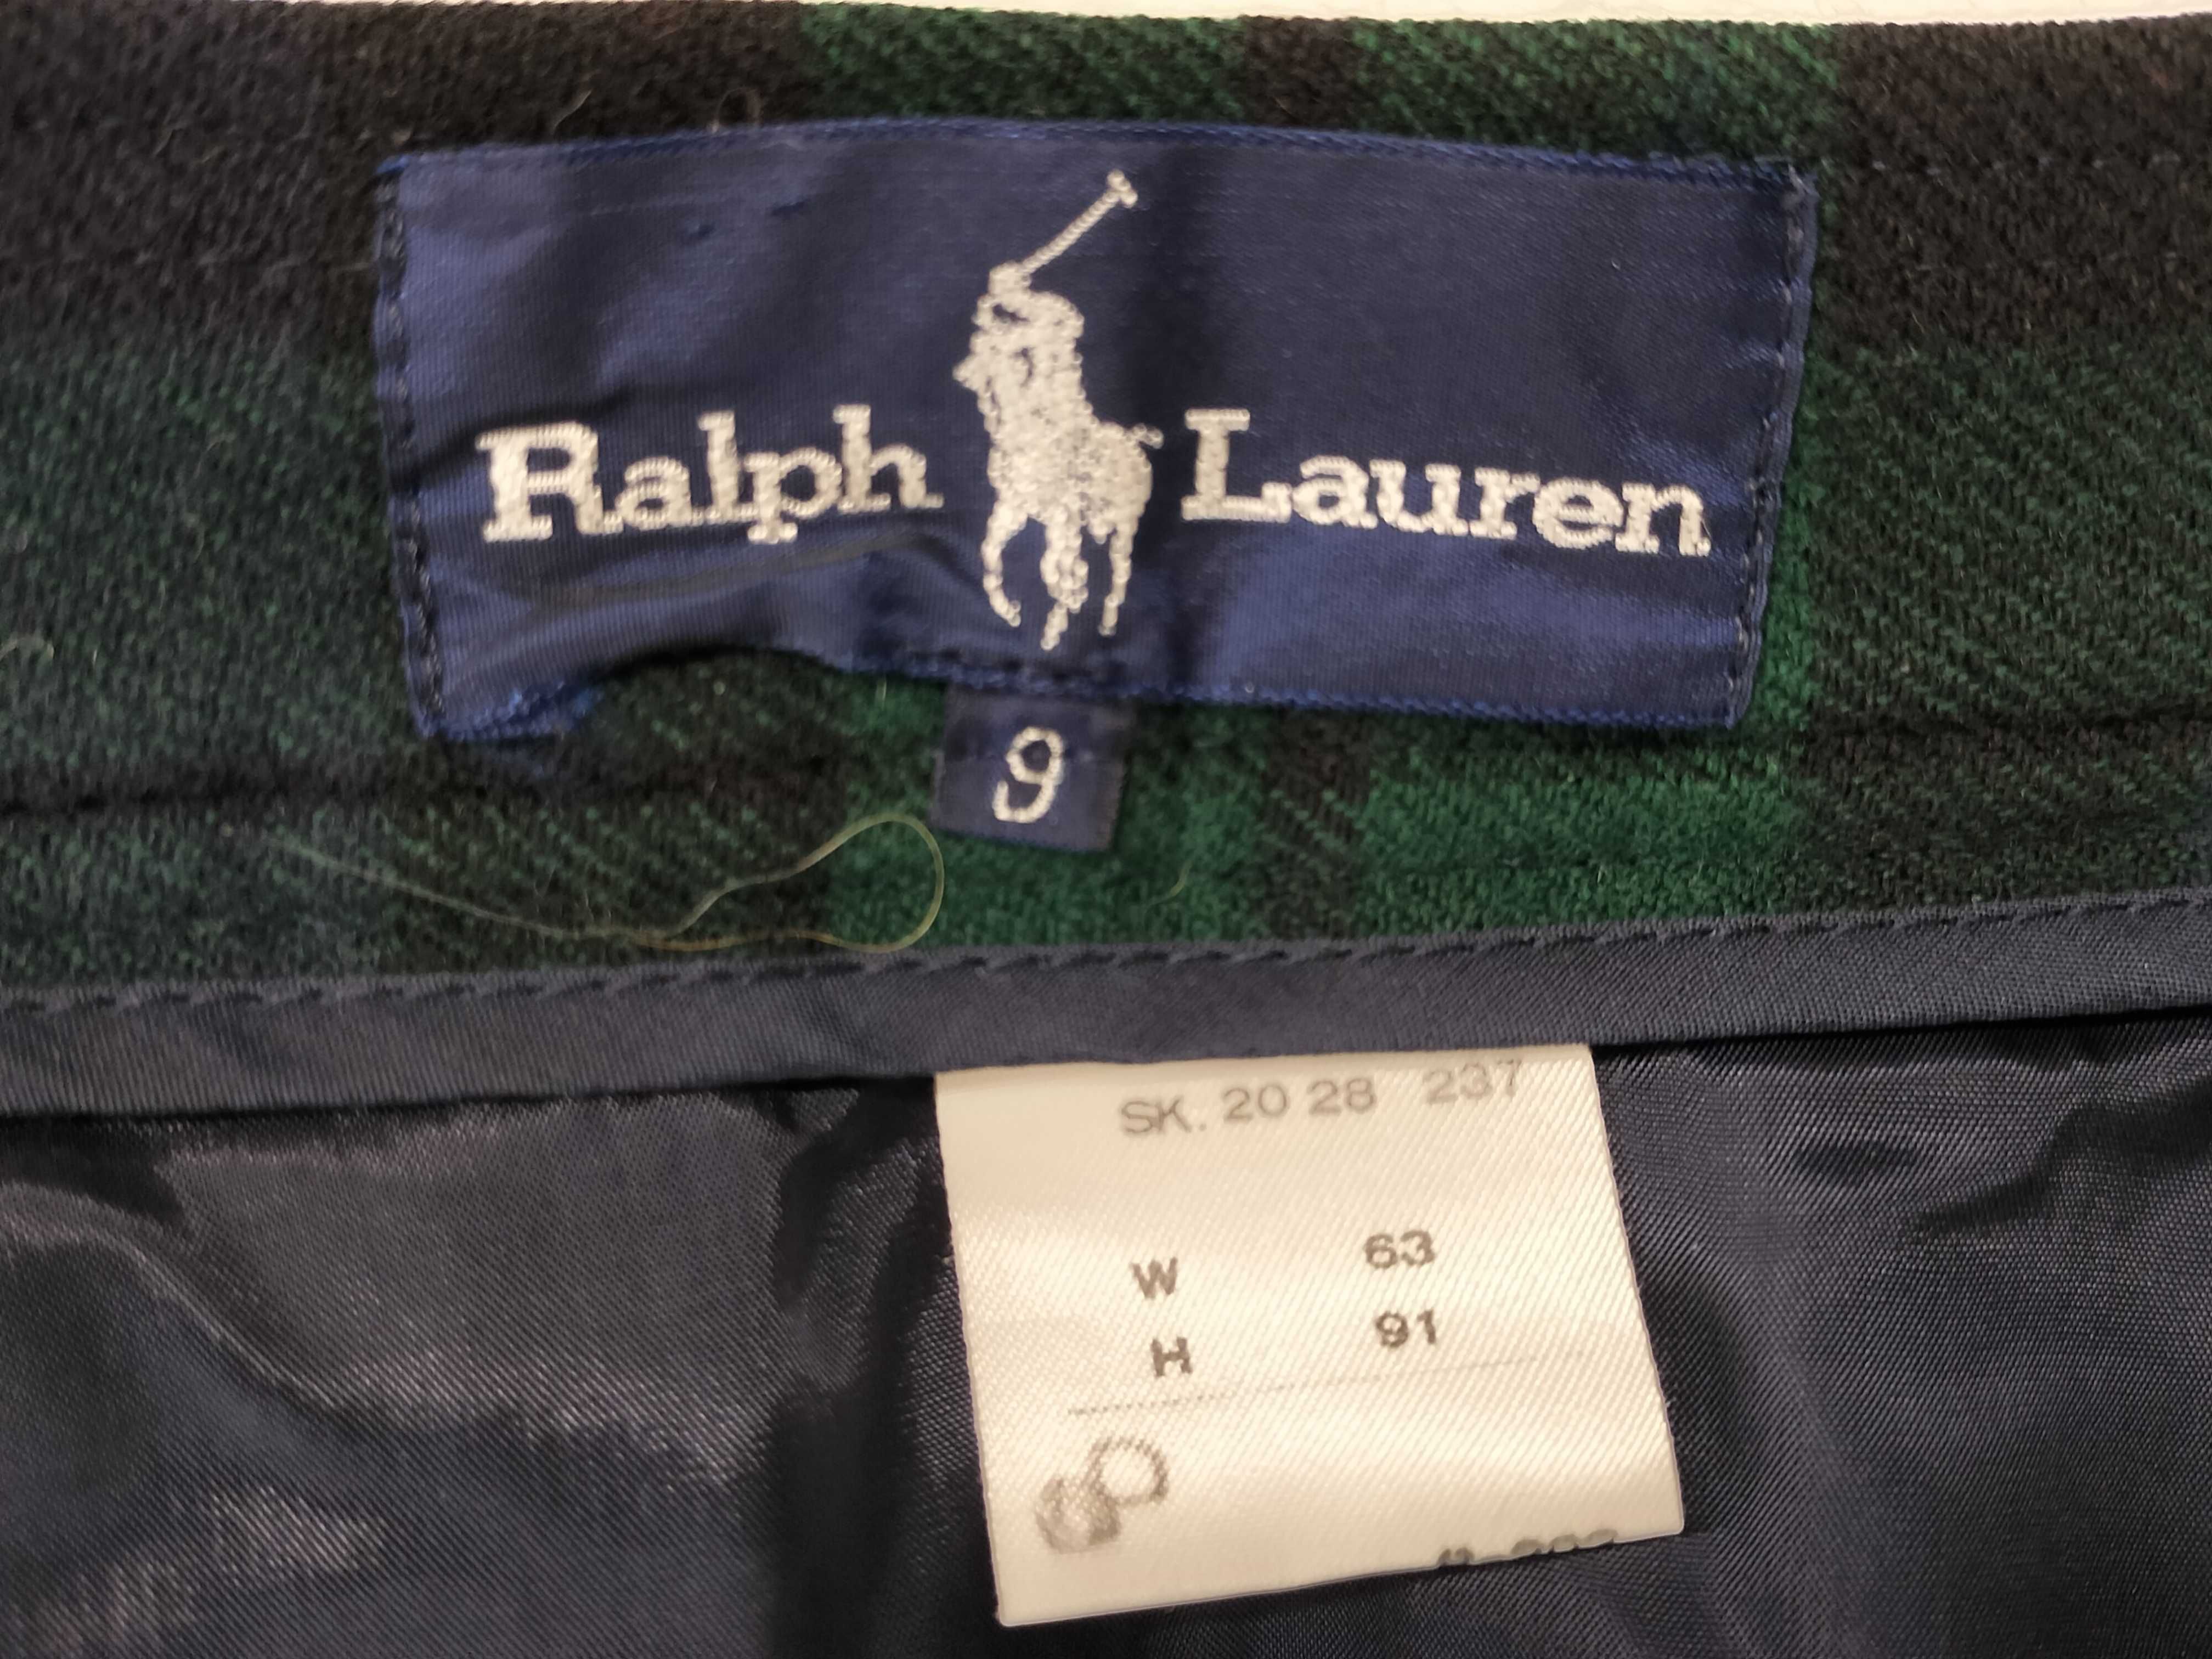 Ralph Lauren
9
SK. 20 28 237
W 63
H 91